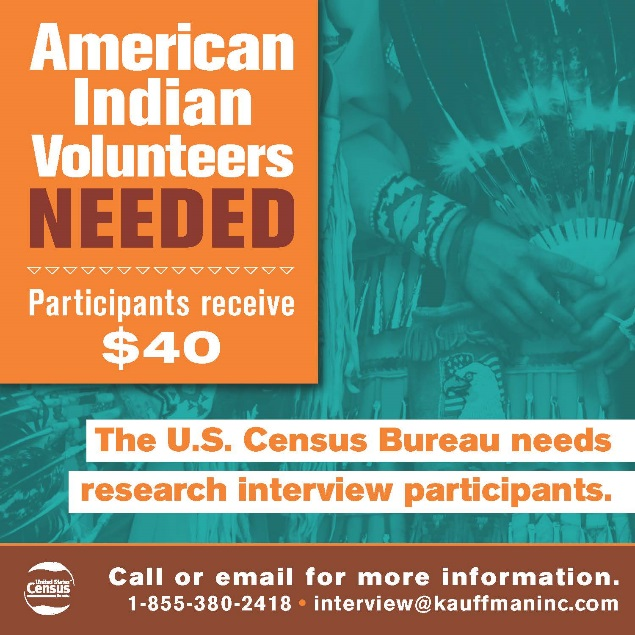 American
Indian
Volunteers
NEEDED
Participants receive
$40
The U.S. Census Bureau needs
research interview participants.
United States
Census
Call or email for more information.
1-855-380-2418 • interview@kauffmaninc.com